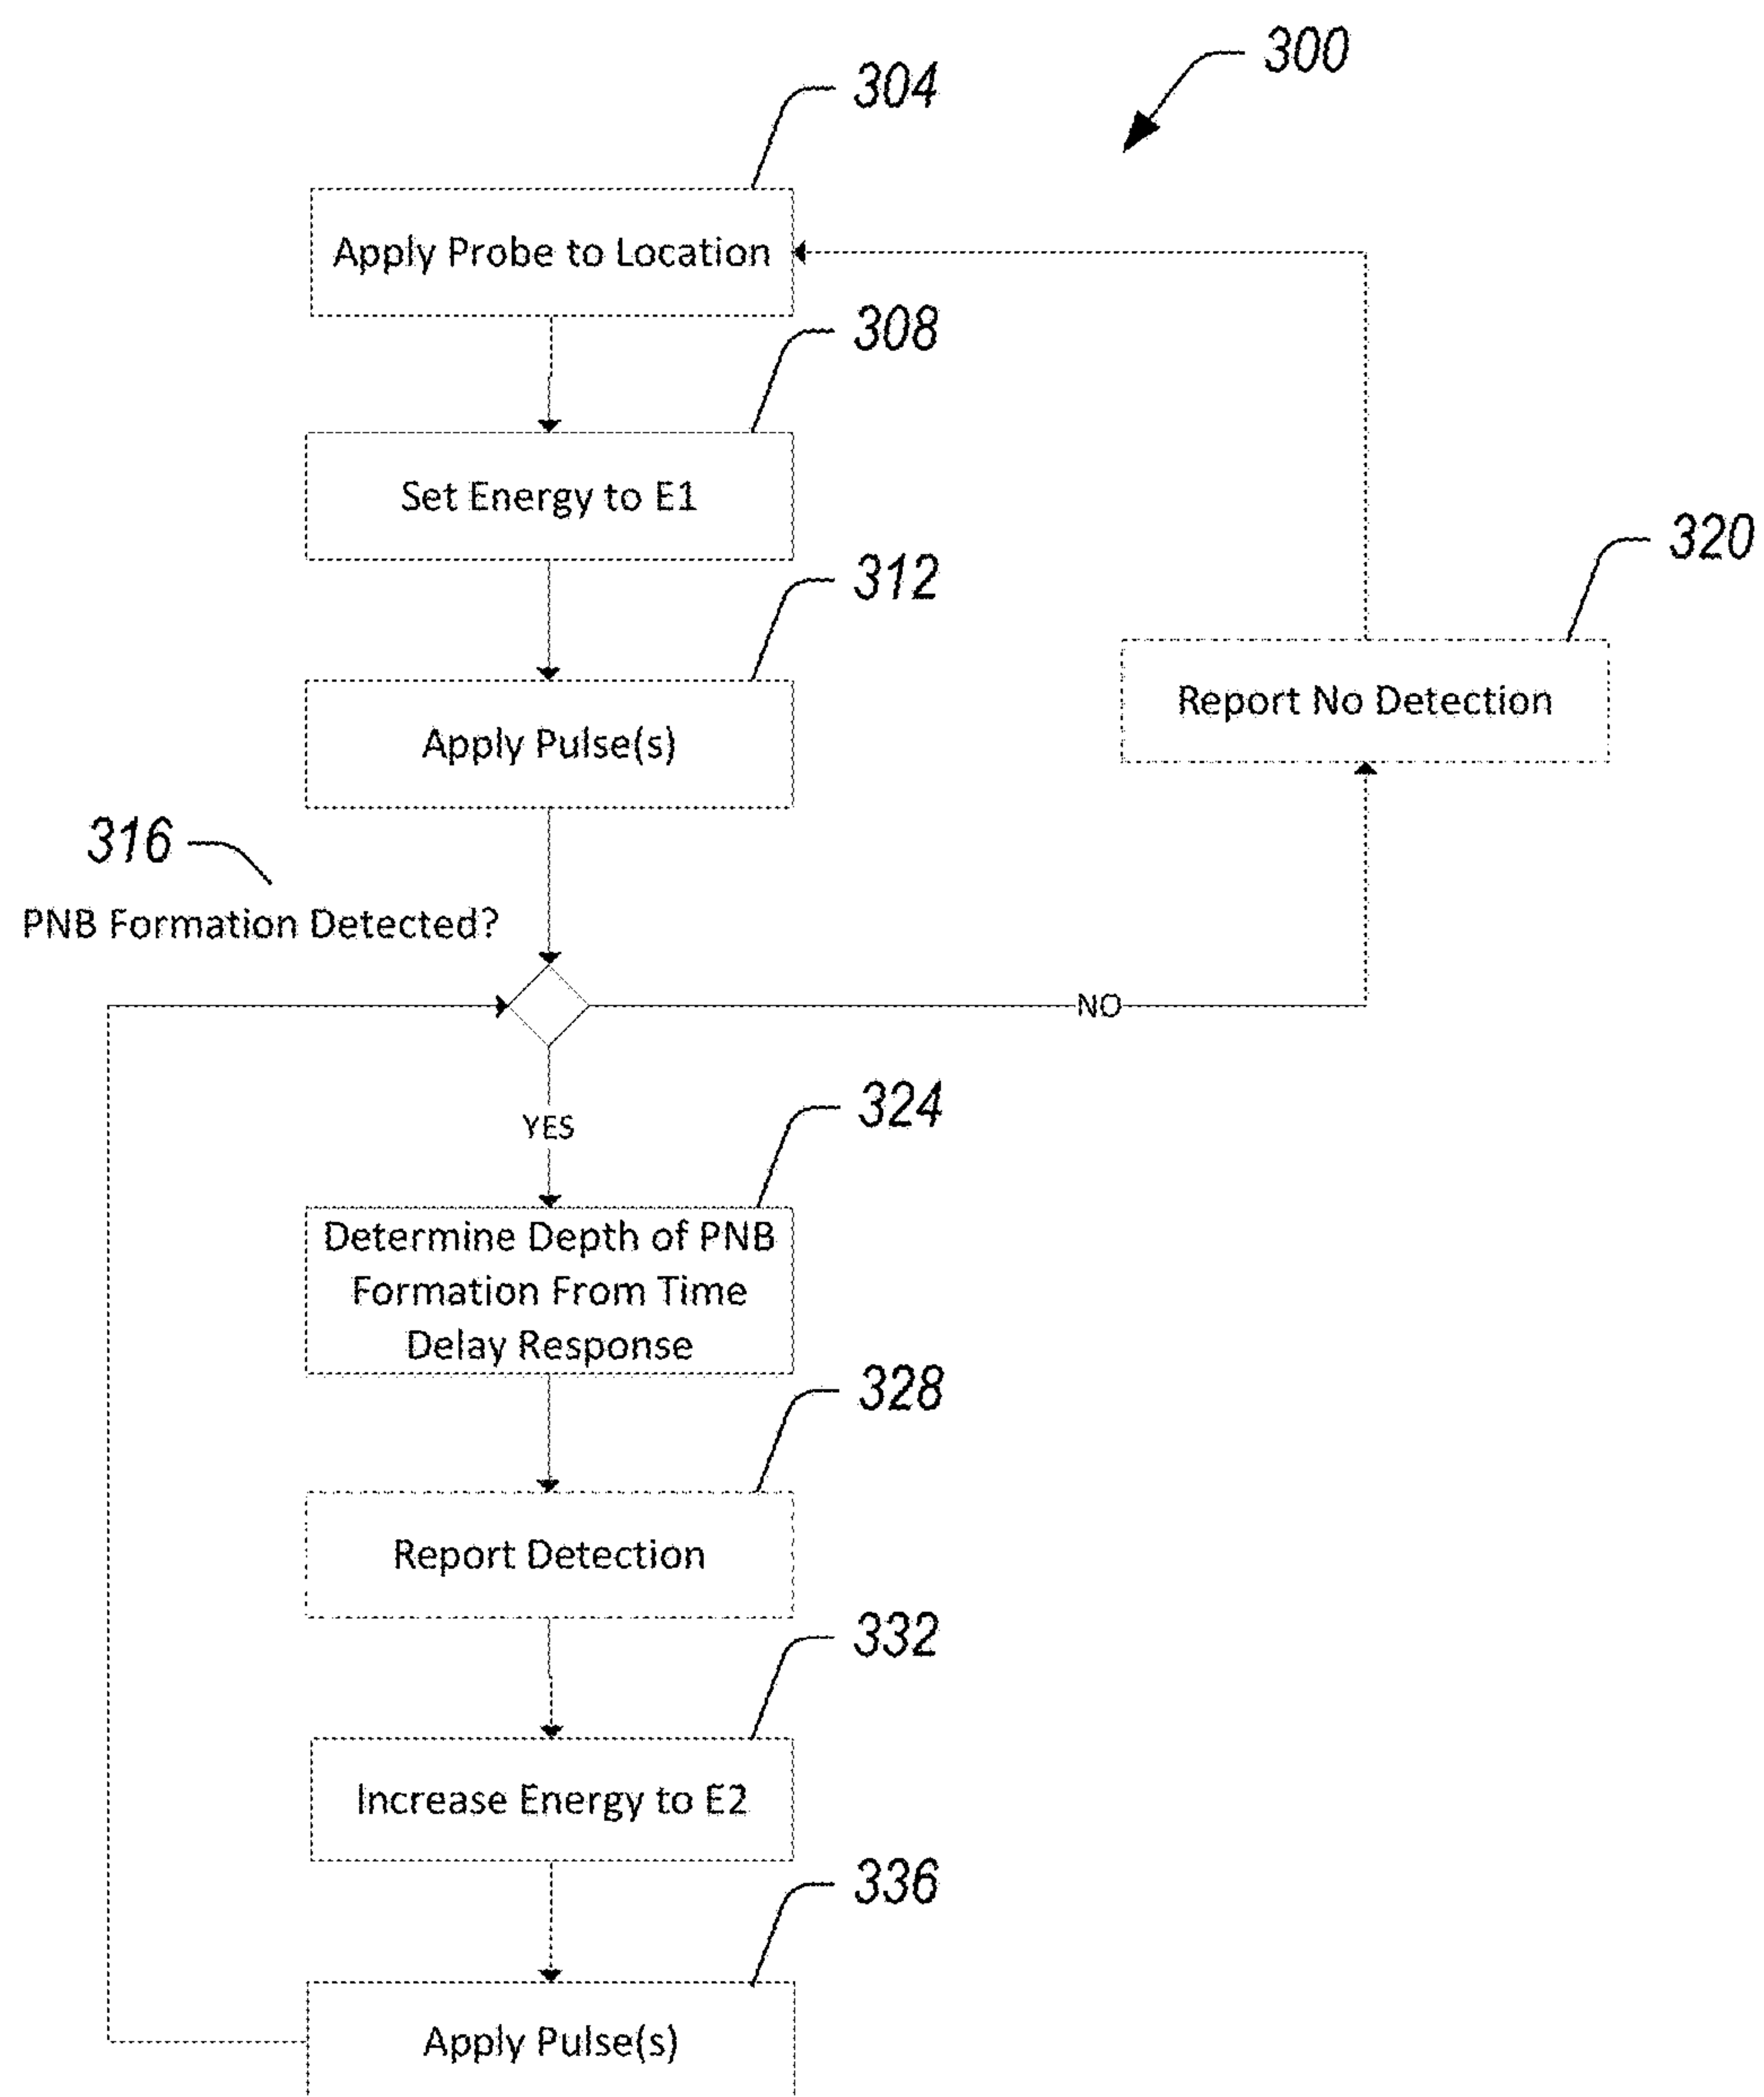 300
304
Apply Probe to Location
308
Set Energy to E1
320
312
Report No Detection
Apply Pulse(s)
316
PNB Formation Detected?
NO
324
YES
Determine Depth of PNB
Formation From Time
Delay Response
328
Report Detection
332
Increase Energy to E2
336
Apply Pulse(s)